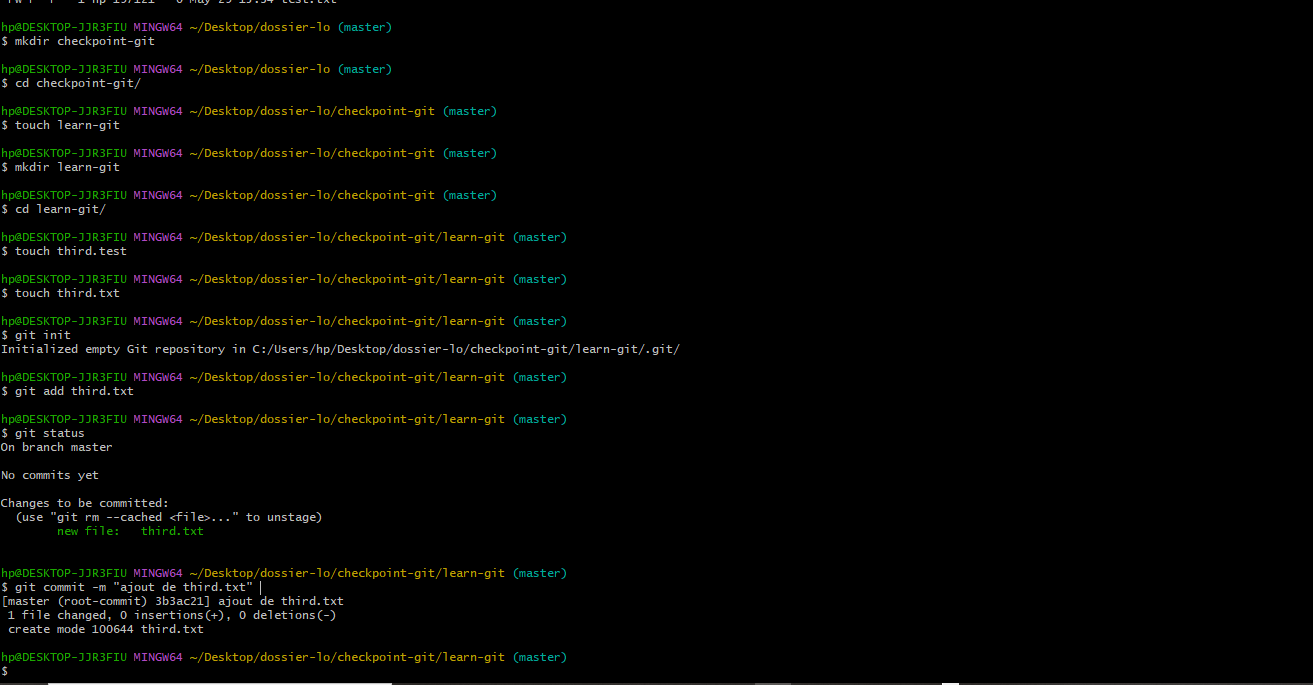 hp@DESKTOP-JJR3FIU MINGW64 ~/Desktop/dossier-lo (master)
$ mkdir checkpoint-git
hp@DESKTOP-JJR3FIU MINGW64 ~/Desktop/dossier-lo (master)
$ cd checkpoint-git/
hp@DESKTOP-JJR3FIU MINGW64 ~/Desktop/dossier-lo/checkpoint-git (master)
$ touch learn-git
hp@DESKTOP-JJR3FIU MINGW64 ~/Desktop/dossier-lo/checkpoint-git (master)
$ mkdir learn-git
hp@DESKTOP-JJR3FIU MINGW64 ~/Desktop/dossier-lo/checkpoint-git (master)
$ cd learn-git/
hp@DESKTOP-JJR3FIU MINGW64 ~/Desktop/dossier-lo/checkpoint-git/learn-git (master)
$ touch third.test
hp@DESKTOP-JJR3FIU MINGW64 ~/Desktop/dossier-lo/checkpoint-git/learn-git (master)
$ touch third.txt
hp@DESKTOP-JJR3FIU MINGW64 ~/Desktop/dossier-lo/checkpoint-git/learn-git (master)
$ git init
Initialized empty Git repository in C:/Users/hp/Desktop/dossier-lo/checkpoint-git/learn-git/.git/
hp@DESKTOP-JJR3FIU MINGW64 ~/Desktop/dossier-lo/checkpoint-git/learn-git (master)
$ git add third.txt
hp@DESKTOP-JJR3FIU MINGW64 ~/Desktop/dossier-lo/checkpoint-git/learn-git (master)
$ git status
On branch master
No commits yet
Changes to be committed:
(use "git rm --cached <file>..." to unstage)
new file: third.txt
hp@DESKTOP-JJR3FIU MINGW64 ~/Desktop/dossier-lo/checkpoint-git/learn-git (master)
$ git commit -m "ajout de third.txt"
[master (root-commit) 3b3ac21] ajout de third.txt
1 file changed, 0 insertions(+), 0 deletions(-)
create mode 100644 third.txt
hp@DESKTOP-JJR3FIU MINGW64 ~/Desktop/dossier-lo/checkpoint-git/learn-git (master)
$